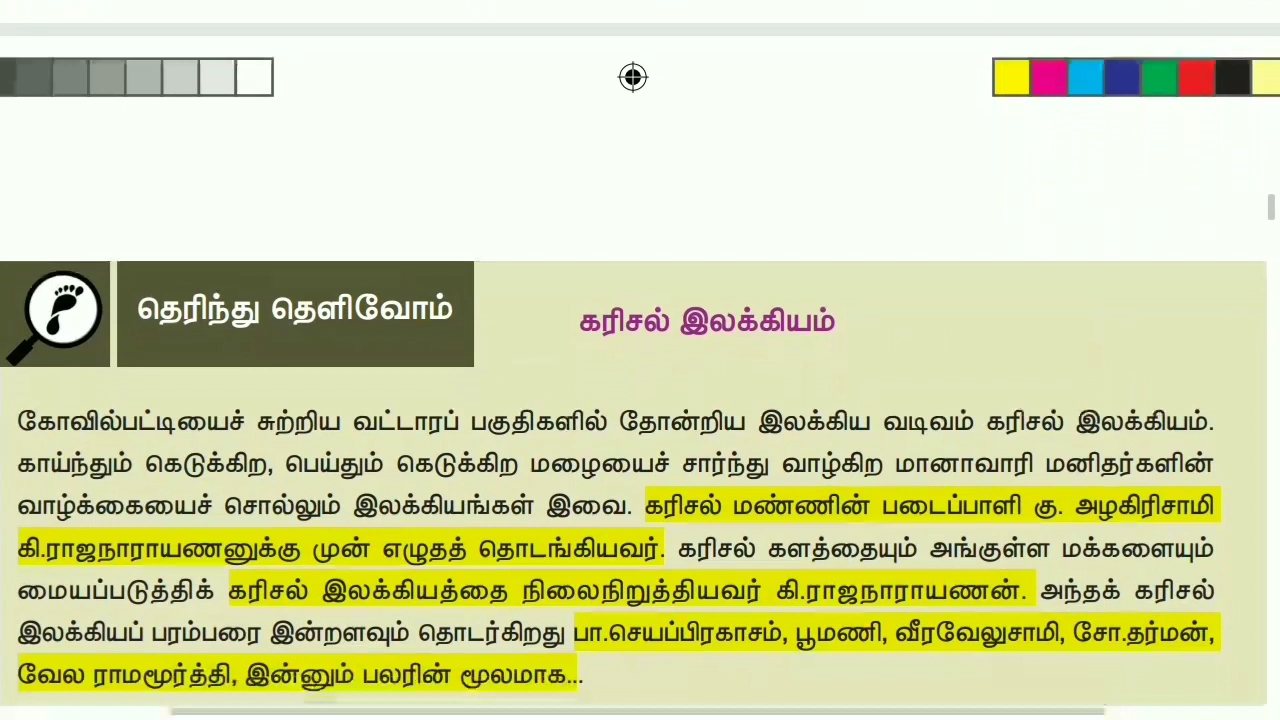 தெரிந்து தெளிவோம்
கரிசல் இலக்கியம்
கோவில்பட்டியைச் சுற்றிய வட்டாரப் பகுதிகளில் தோன்றிய இலக்கிய வடிவம் கரிசல் இலக்கியம்.
காய்ந்தும் கெடுக்கிற, பெய்தும் கெடுக்கிற மழையைச் சார்ந்து வாழ்கிற மானாவாரி மனிதர்களின்
வாழ்க்கையைச் சொல்லும் இலக்கியங்கள் இவை. கரிசல் மண்ணின் படைப்பாளி கு. அழகிரிசாமி
கி.ராஜநாராயணனுக்கு முன் எழுதத் தொடங்கியவர். கரிசல் களத்தையும் அங்குள்ள மக்களையும்
மையப்படுத்திக் கரிசல் இலக்கியத்தை நிலைநிறுத்தியவர் கி.ராஜநாராயணன். அந்தக் கரிசல்
இலக்கியப் பரம்பரை இன்றளவும் தொடர்கிறது பா.செயப்பிரகாசம், பூமணி, வீரவேலுசாமி, சோ.தர்மன்,
வேல ராமமூர்த்தி, இன்னும் பலரின் மூலமாக...